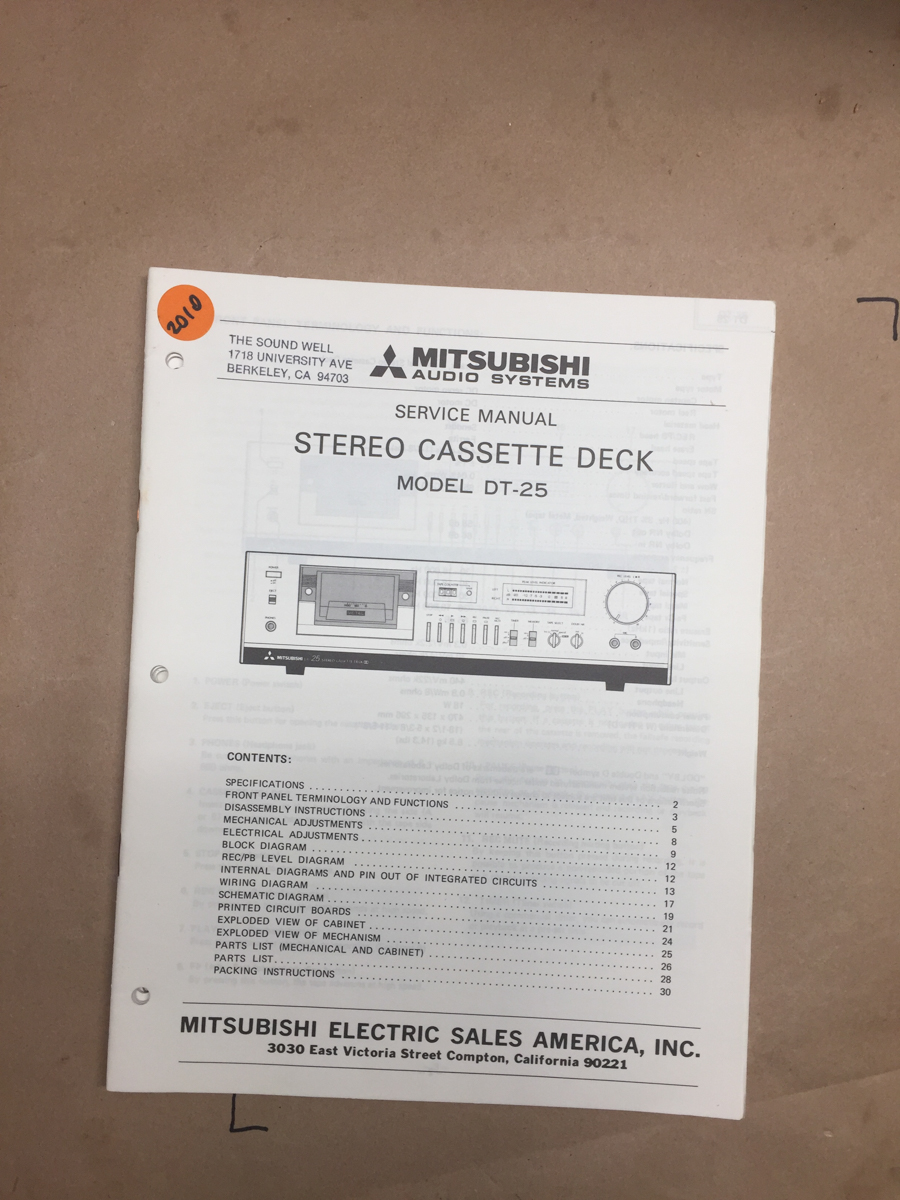 2010
THE SOUND WELL
1718 UNIVERSITY AVE
BERKELEY, CA 94703
MITSUBISHI
AUDIO SYSTEMS
SERVICE MANUAL
STEREO CASSETTE DECK
MODEL DT-25
MITSUBISHI
CONTENTS:
SPECIFICATIONS . . . . . . . . . . 2
FRONT PANEL TERMINOLOGY AND FUNCTIONS . . . . . . . . . . 3
DISASSEMBLY INSTRUCTIONS . . . . . . . . . . 5
MECHANICAL ADJUSTMENTS . . . . . . . . . . 8
ELECTRICAL ADJUSTMENTS . . . . . . . . . . 9
BLOCK DIAGRAM . . . . . . . . . . 12
REC/PB LEVEL DIAGRAM . . . . . . . . . . 12
INTERNAL DIAGRAMS AND PIN OUT OF INTEGRATED CIRCUITS . . . . . . . . . . 13
WIRING DIAGRAM . . . . . . . . . . 17
SCHEMATIC DIAGRAM . . . . . . . . . . 19
PRINTED CIRCUIT BOARDS . . . . . . . . . . 21
EXPLODED VIEW OF CABINET . . . . . . . . . . 24
EXPLODED VIEW OF MECHANISM . . . . . . . . . . 25
PARTS LIST (MECHANICAL AND CABINET) . . . . . . . . . . 26
PARTS LIST. . . . . . . . . . . 28
PACKING INSTRUCTIONS . . . . . . . . . . 30
MITSUBISHI ELECTRIC SALES AMERICA, INC.
3030 East Victoria Street Compton, California 90221